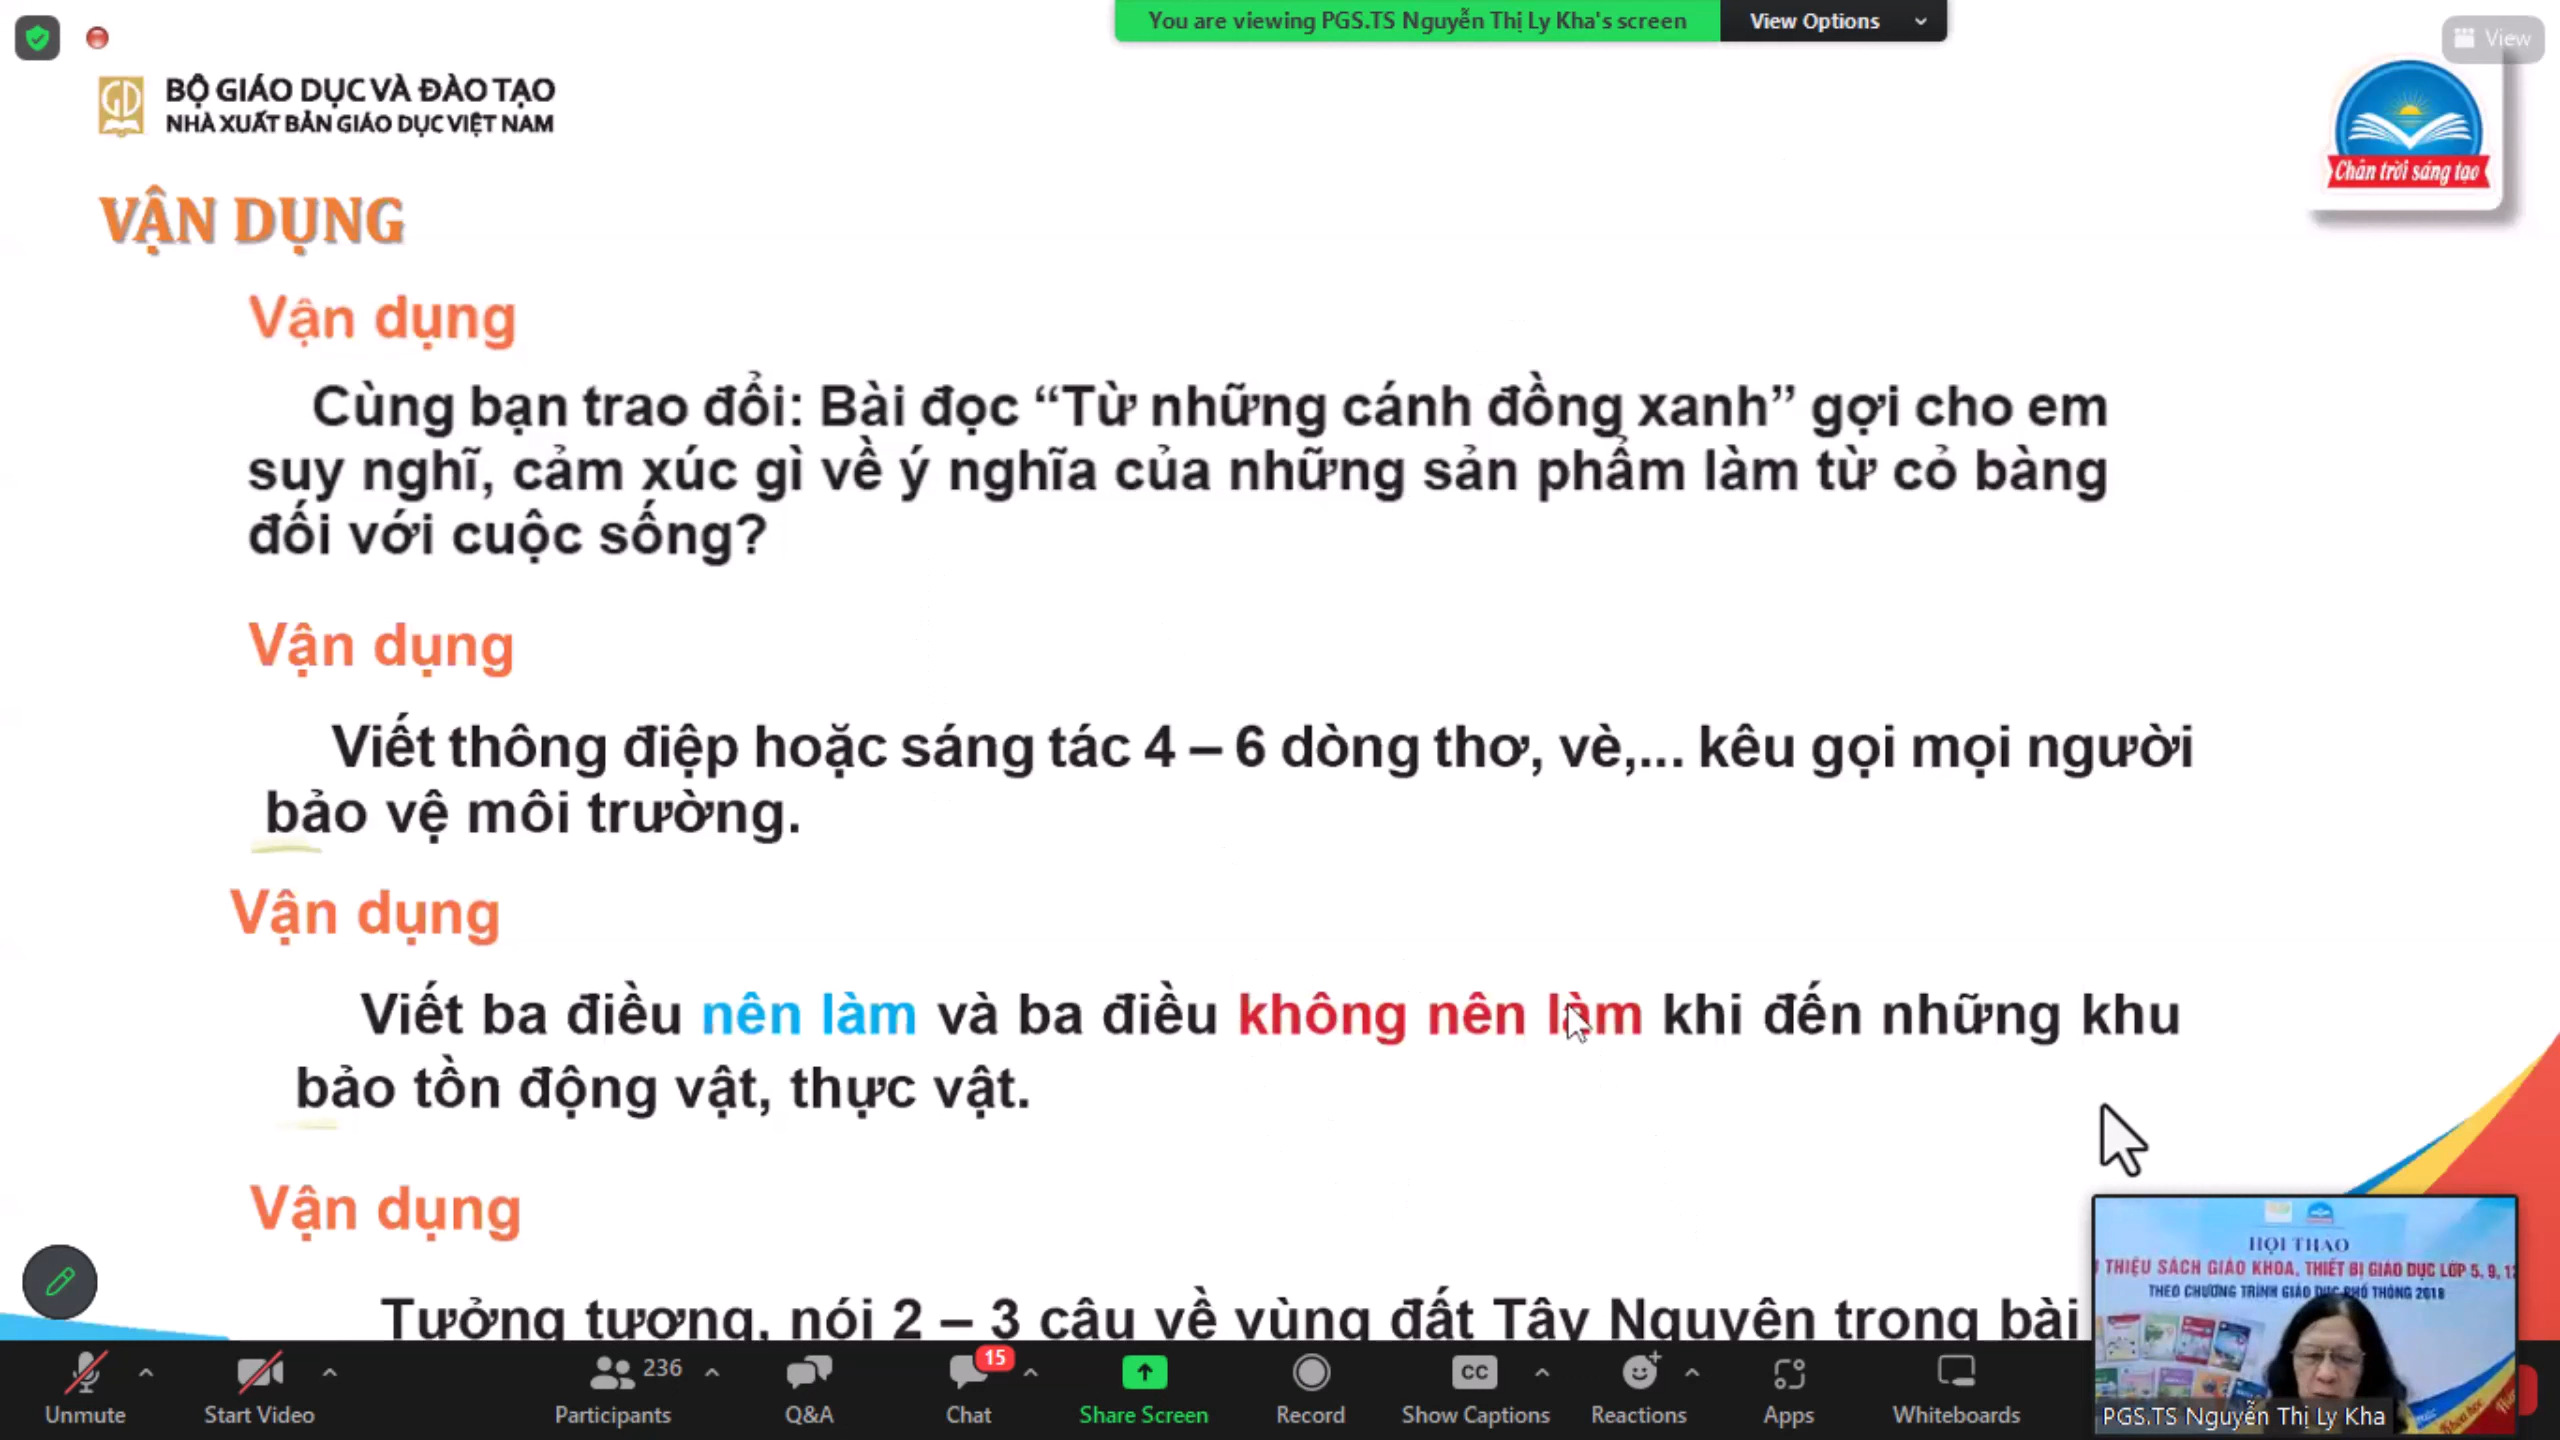 You are viewing PGS.TS Nguyễn Thị Ly Kha's screen
View Options
View
BỘ GIÁO DỤC VÀ ĐÀO TẠO
NHÀ XUẤT BẢN GIÁO DỤC VIỆT NAM
Chân trời sáng tạo
VẬN DỤNG
Vận dụng
Cùng bạn trao đổi: Bài đọc “Từ những cánh đồng xanh” gợi cho em
suy nghĩ, cảm xúc gì về ý nghĩa của những sản phẩm làm từ cỏ bàng
đối với cuộc sống?
Vận dụng
Viết thông điệp hoặc sáng tác 4 – 6 dòng thơ, vè,... kêu gọi mọi người
bảo vệ môi trường.
Vận dụng
Viết ba điều nên làm và ba điều không nên làm khi đến những khu
bảo tồn động vật, thực vật.
Vận dụng
Tưởng tượng, nói 2 – 3 câu về vùng đất Tây Nguyên trong bài
HỘI THẢO
THIỆU SÁCH GIÁO KHOA, THIẾT BỊ GIÁO DỤC LỚP 5, 9, 12
THEO CHƯƠNG TRÌNH GIÁO DỤC PHỔ THÔNG 2018
PGS.TS Nguyễn Thị Ly Kha
Unmute
Start Video
236
Participants
Q&A
15
Chat
Share Screen
Record
CC
Show Captions
Reactions
Apps
Whiteboards